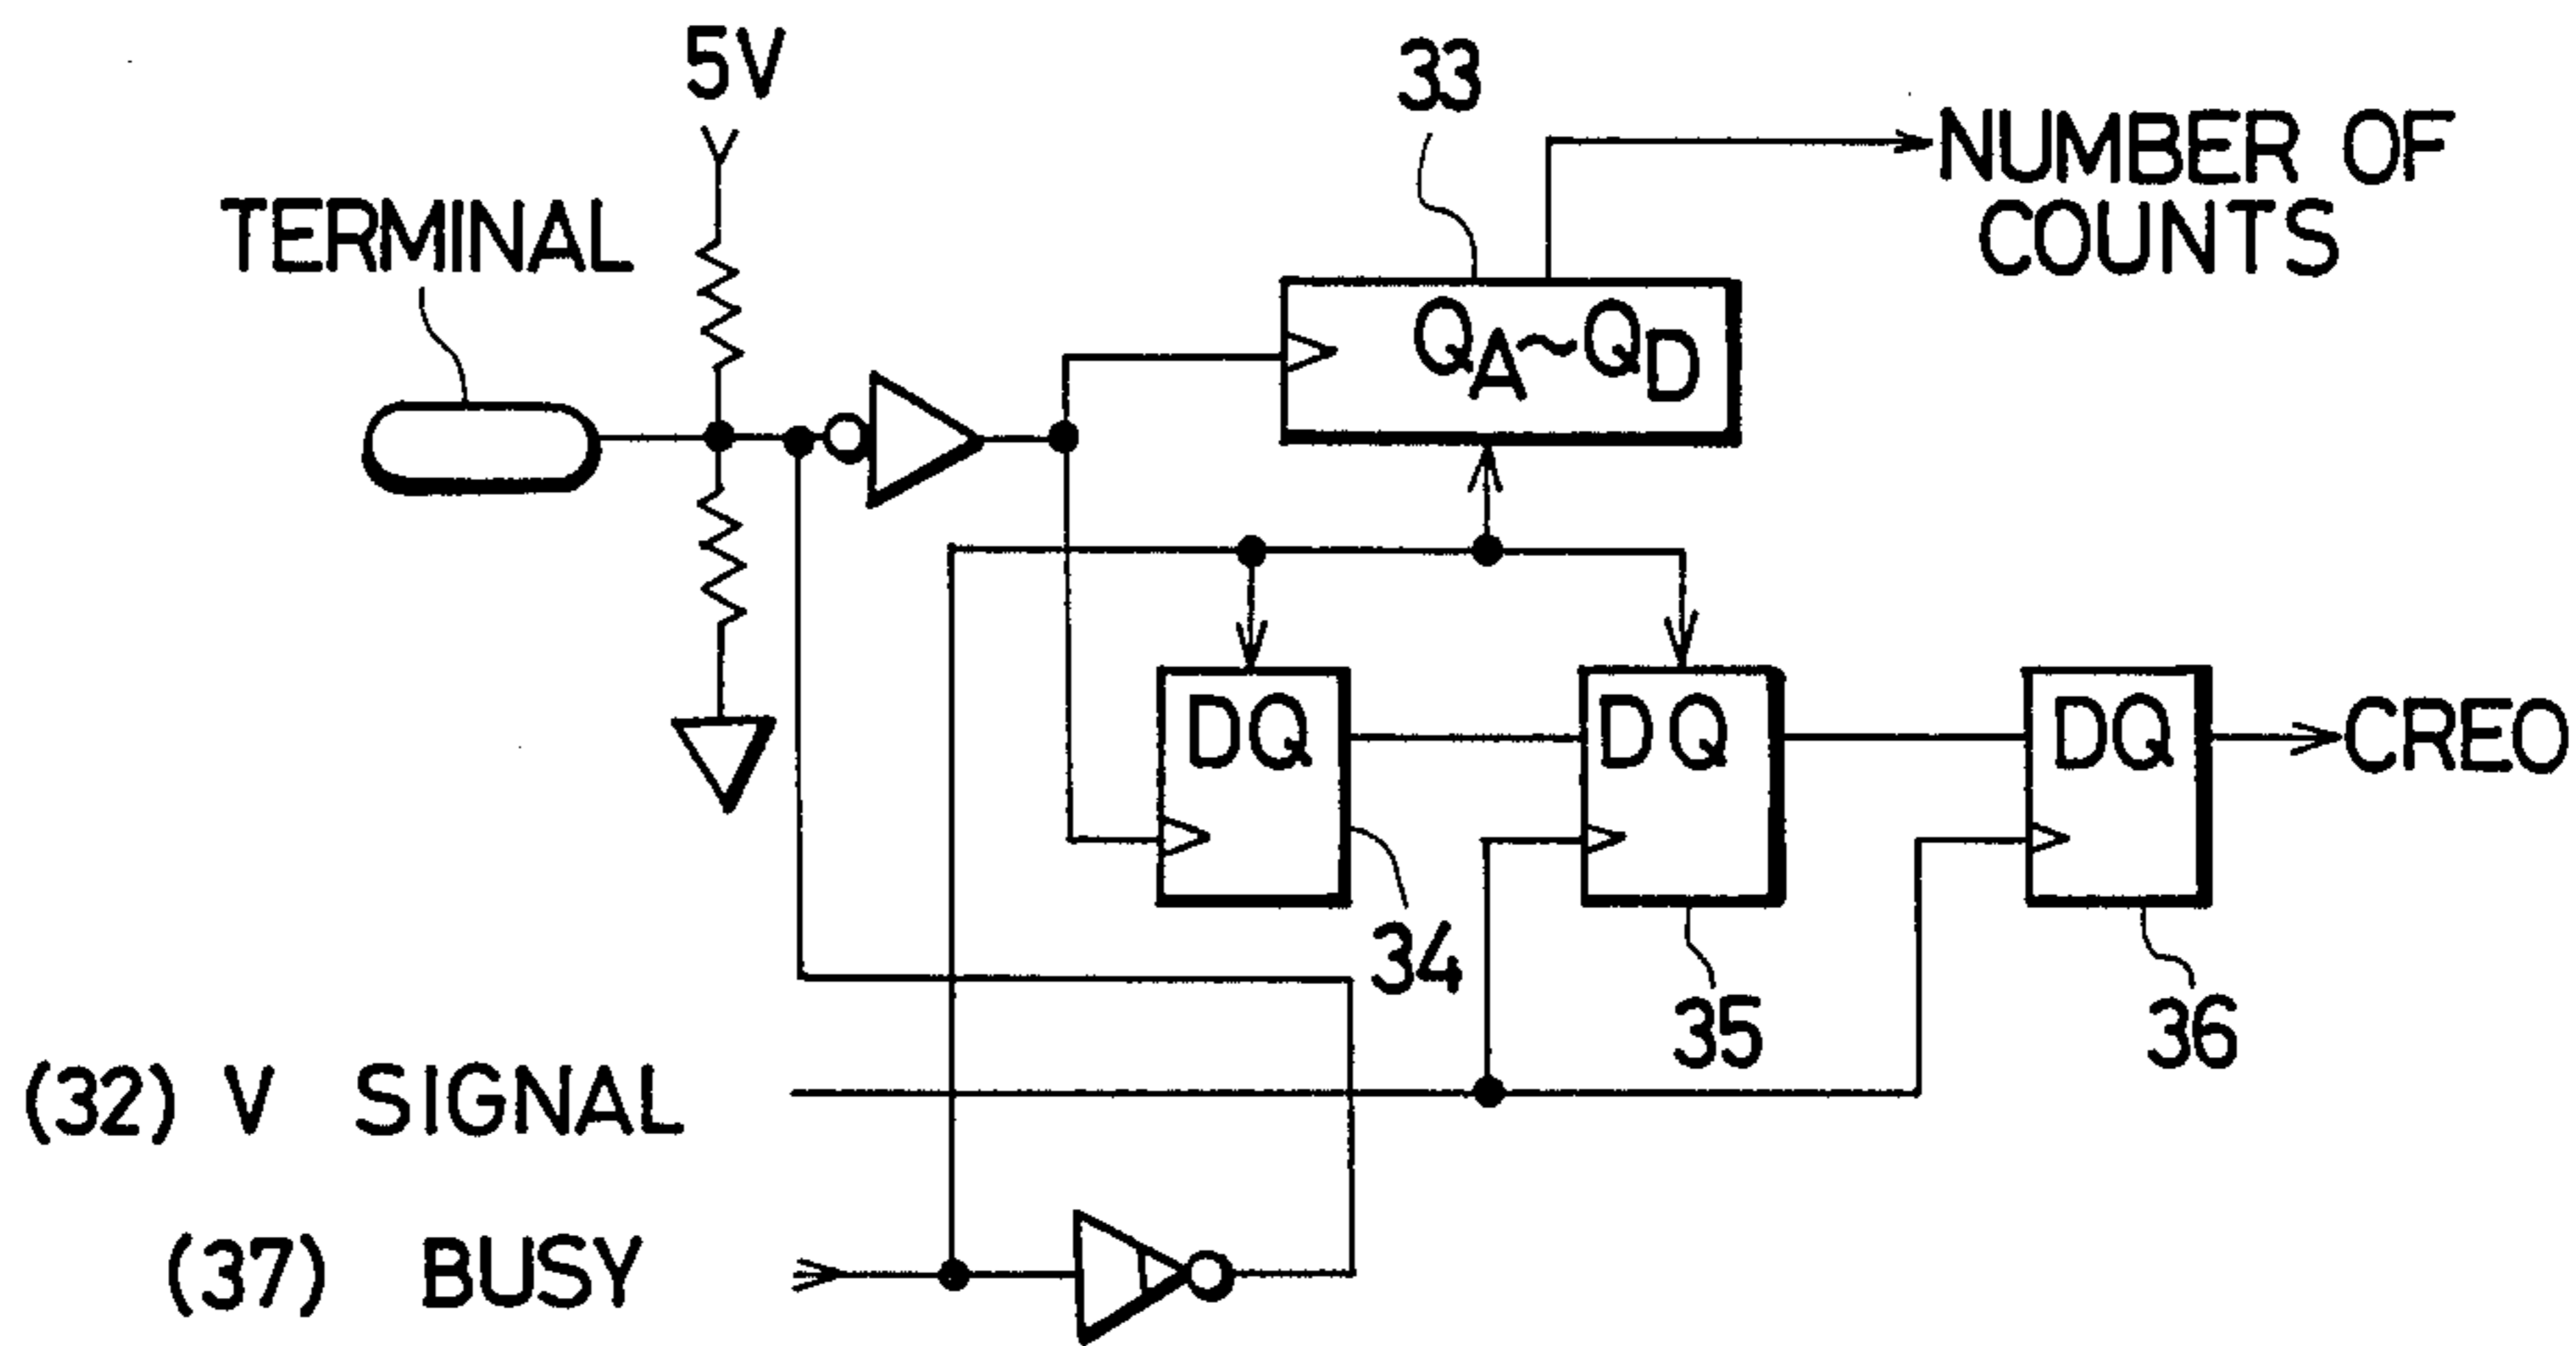 5V
33
NUMBER OF
COUNTS
TERMINAL
QA~QD
DQ
DQ
DQ
CREO
34
35
36
(32) V SIGNAL
(37) BUSY